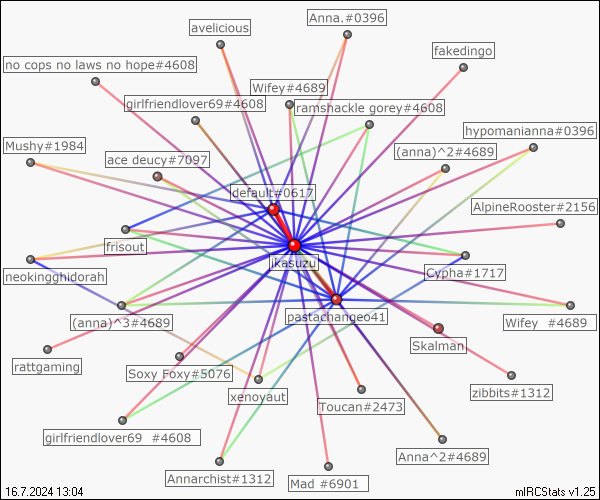 Anna.#0396
avelicious
fakedingo
no cops no laws no hope#4608
Wifey#4689
girlfriendlover69#4608
ramshackle gorey#4608
hypomanianna#0396
Mushy#1984
(anna)^2#4689
ace deucy#7097
default#0617
AlpineRooster#2156
frisout
ikasuzu
Cypha#1717
neokingghidorah
pastachangeo41
(anna)^3#4689
Wifey #4689
Skalman
rattgaming
Soxy Foxy#5076
zibbits#1312
xenoyaut
Toucan#2473
girlfriendlover69 #4608
Anna^2#4689
Annarchist#1312
Mad #6901
16.7.2024 13:04
mIRCStats v1.25